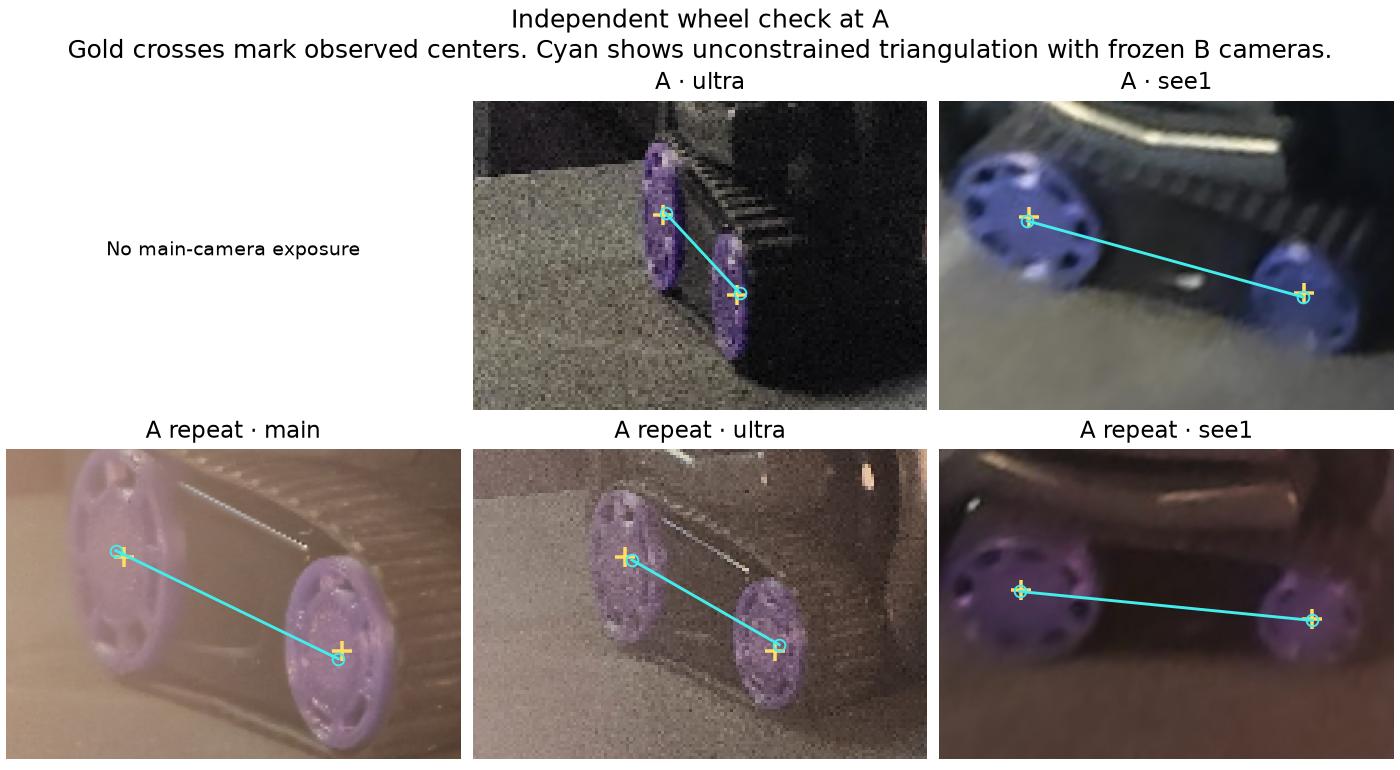 Independent wheel check at A
Gold crosses mark observed centers. Cyan shows unconstrained triangulation with frozen B cameras.
A · ultra
A · see1
No main-camera exposure
A repeat · main
A repeat · ultra
A repeat · see1